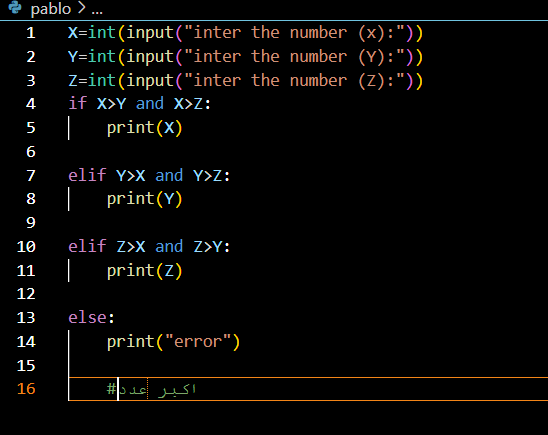 pablo > ...
1 X=int(input("inter the number (x):"))
2 Y=int(input("inter the number (Y):"))
3 Z=int(input("inter the number (Z):"))
4 if X>Y and X>Z:
5     print(X)
6
7 elif Y>X and Y>Z:
8     print(Y)
9
10 elif Z>X and Z>Y:
11     print(Z)
12
13 else:
14     print("error")
15
16     #اكبر عدد